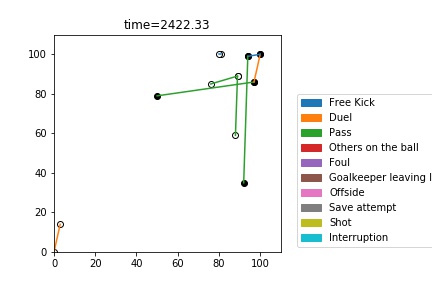 time=2422.33
100
80
60
40
20
0
0 20 40 60 80 100
Free Kick
Duel
Pass
Others on the ball
Foul
Goalkeeper leaving l
Offside
Save attempt
Shot
Interruption